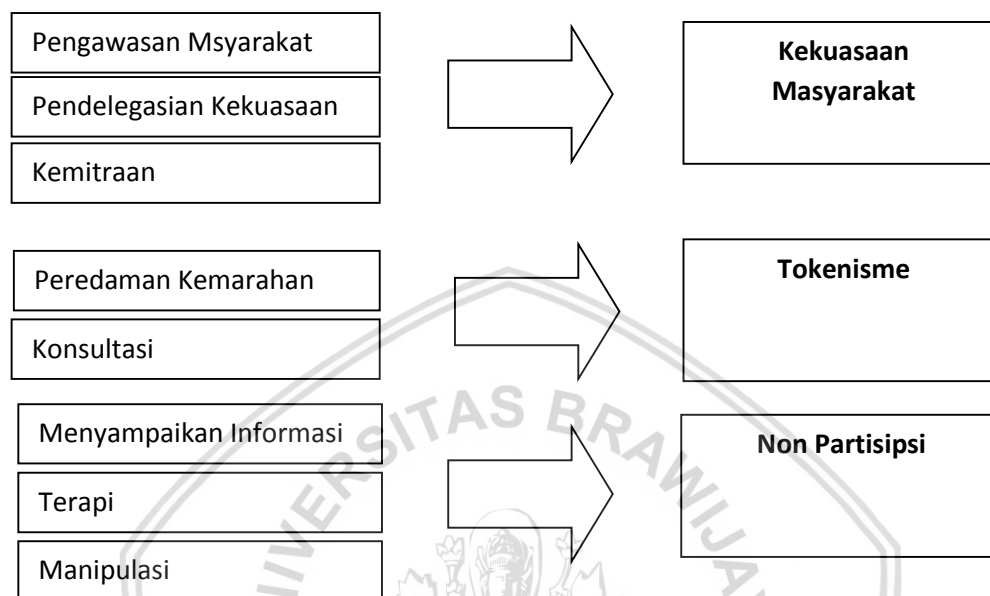 Pengawasan Msyarakat
Pendelegasian Kekuasaan
Kemitraan
Kekuasaan
Masyarakat
Peredaman Kemarahan
Konsultasi
Tokenisme
Menyampaikan Informasi
Terapi
Manipulasi
Non Partisipsi